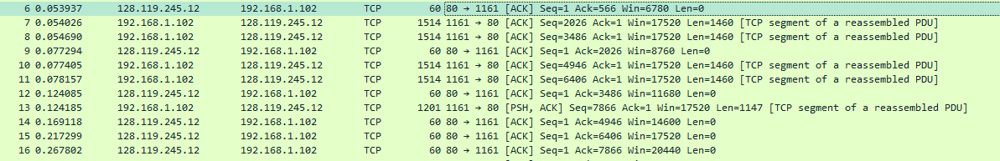 6 0.053937 128.119.245.12 192.168.1.102 TCP 60 80 → 1161 [ACK] Seq=1 Ack=566 Win=6780 Len=0
7 0.054026 192.168.1.102 128.119.245.12 TCP 1514 1161 → 80 [ACK] Seq=2026 Ack=1 Win=17520 Len=1460 [TCP segment of a reassembled PDU]
8 0.054690 192.168.1.102 128.119.245.12 TCP 1514 1161 → 80 [ACK] Seq=3486 Ack=1 Win=17520 Len=1460 [TCP segment of a reassembled PDU]
9 0.077294 128.119.245.12 192.168.1.102 TCP 60 80 → 1161 [ACK] Seq=1 Ack=2026 Win=8760 Len=0
10 0.077405 192.168.1.102 128.119.245.12 TCP 1514 1161 → 80 [ACK] Seq=4946 Ack=1 Win=17520 Len=1460 [TCP segment of a reassembled PDU]
11 0.078157 192.168.1.102 128.119.245.12 TCP 1514 1161 → 80 [ACK] Seq=6406 Ack=1 Win=17520 Len=1460 [TCP segment of a reassembled PDU]
12 0.124085 128.119.245.12 192.168.1.102 TCP 60 80 → 1161 [ACK] Seq=1 Ack=3486 Win=11680 Len=0
13 0.124185 192.168.1.102 128.119.245.12 TCP 1201 1161 → 80 [PSH, ACK] Seq=7866 Ack=1 Win=17520 Len=1147 [TCP segment of a reassembled PDU]
14 0.169118 128.119.245.12 192.168.1.102 TCP 60 80 → 1161 [ACK] Seq=1 Ack=4946 Win=14600 Len=0
15 0.217299 128.119.245.12 192.168.1.102 TCP 60 80 → 1161 [ACK] Seq=1 Ack=6406 Win=17520 Len=0
16 0.267802 128.119.245.12 192.168.1.102 TCP 60 80 → 1161 [ACK] Seq=1 Ack=7866 Win=20440 Len=0